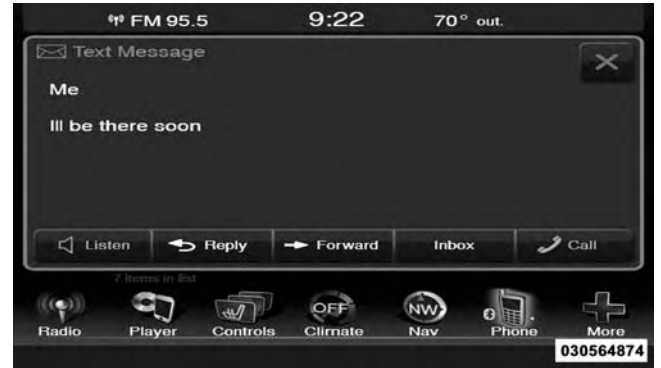 FM 95.5 9:22 70° out.
Text Message
Me
Ill be there soon
Listen Reply Forward Inbox Call
7 items in list
OFF NW
Radio Player Controls Climate Nav Phone More
030564874